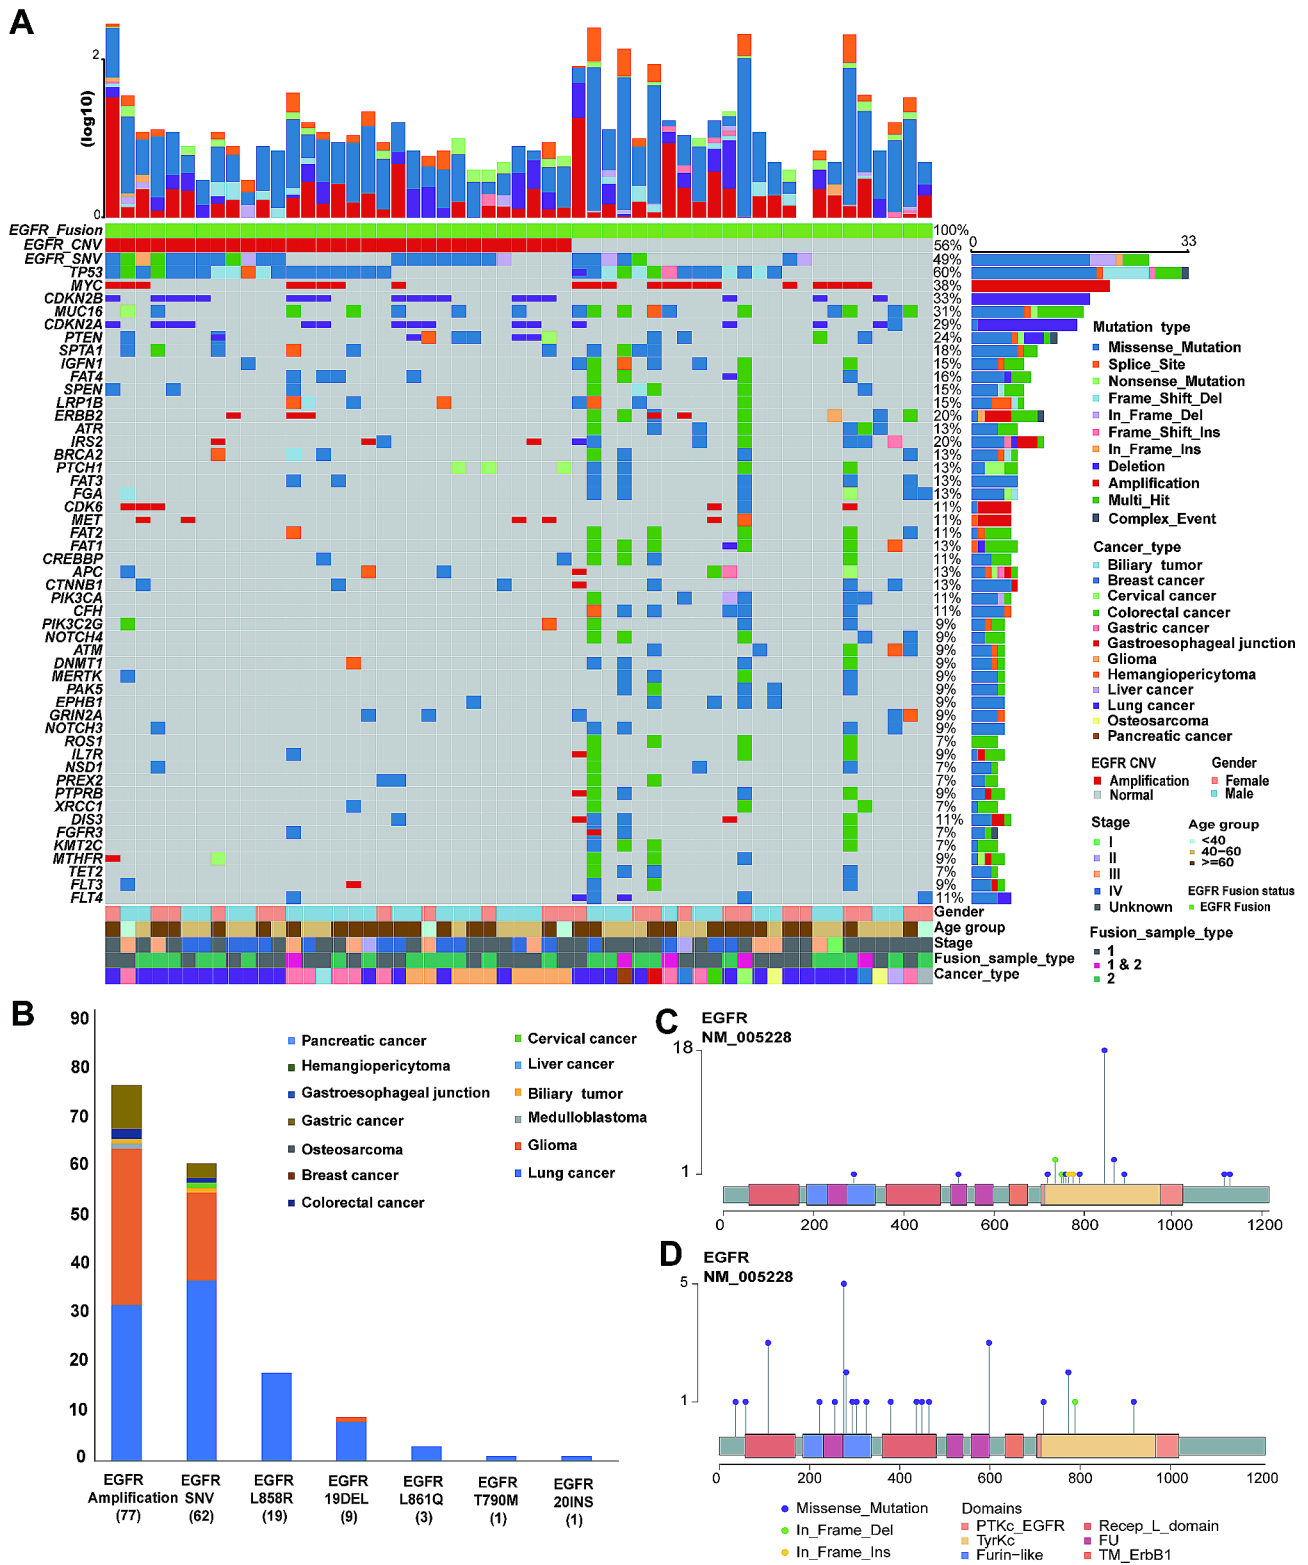 A
(log10)
2
0
EGFR_Fusion 100%
EGFR_CNV 56%
0 33
EGFR_SNV 49%
TP53 60%
MYC 38%
CDKN2B 33%
MUC16 31%
CDKN2A 29%
PTEN 24%
SPTA1 18%
IGFN1 15%
FAT4 16%
SPEN 15%
LRP1B 15%
ERBB2 20%
ATR 13%
IRS2 20%
BRCA2 13%
PTCH1 13%
FAT3 13%
FGA 13%
CDK6 11%
MET 11%
FAT2 11%
FAT1 13%
CREBBP 11%
APC 13%
CTNNB1 13%
PIK3CA 11%
CFH 11%
PIK3C2G 9%
NOTCH4 9%
ATM 9%
DNMT1 9%
MERTK 9%
PAK5 9%
EPHB1 9%
GRIN2A 9%
NOTCH3 9%
ROS1 7%
IL7R 9%
NSD1 7%
PREX2 7%
PTPRB 9%
XRCC1 7%
DIS3 11%
FGFR3 7%
KMT2C 7%
MTHFR 9%
TET2 7%
FLT3 9%
FLT4 11%
Gender
Age group
Stage
Fusion_sample_type
Cancer_type
Mutation type
Missense_Mutation
Splice_Site
Nonsense_Mutation
Frame_Shift_Del
In_Frame_Del
Frame_Shift_Ins
In_Frame_Ins
Deletion
Amplification
Multi_Hit
Complex_Event
Cancer_type
Biliary tumor
Breast cancer
Cervical cancer
Colorectal cancer
Gastric cancer
Gastroesophageal junction
Glioma
Hemangiopericytoma
Liver cancer
Lung cancer
Osteosarcoma
Pancreatic cancer
EGFR CNV
Amplification
Normal
Gender
Female
Male
Stage
I
II
III
IV
Unknown
Age group
<40
40−60
>=60
EGFR Fusion status
EGFR Fusion
Fusion_sample_type
1
1 & 2
2
B
90
80
70
60
50
40
30
20
10
0
Pancreatic cancer
Hemangiopericytoma
Gastroesophageal junction
Gastric cancer
Osteosarcoma
Breast cancer
Colorectal cancer
Cervical cancer
Liver cancer
Biliary tumor
Medulloblastoma
Glioma
Lung cancer
EGFR Amplification (77)
EGFR SNV (62)
EGFR L858R (19)
EGFR 19DEL (9)
EGFR L861Q (3)
EGFR T790M (1)
EGFR 20INS (1)
C
EGFR
NM_005228
18
1
0 200 400 600 800 1000 1200
D
EGFR
NM_005228
5
1
0 200 400 600 800 1000 1200
Missense_Mutation
In_Frame_Del
In_Frame_Ins
Domains
PTKc_EGFR
TyrKc
Furin−like
Recep_L_domain
FU
TM_ErbB1